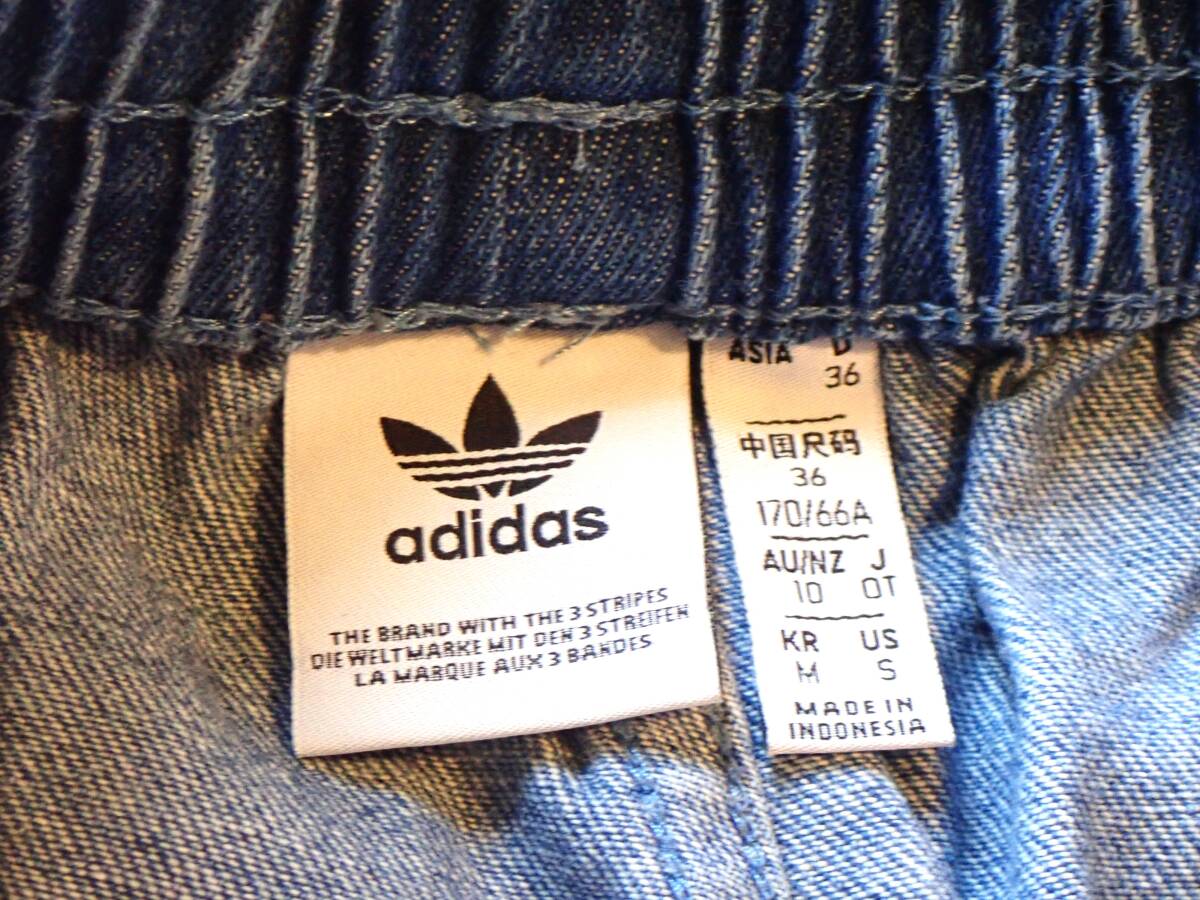 adidas
THE BRAND WITH THE 3 STRIPES
DIE WELTMARKE MIT DEN 3 STREIFEN
LA MARQUE AUX 3 BANDES
ASIA D
36
中国尺码
36
170/66A
AU/NZ J
10 OT
KR US
M S
MADE IN
INDONESIA